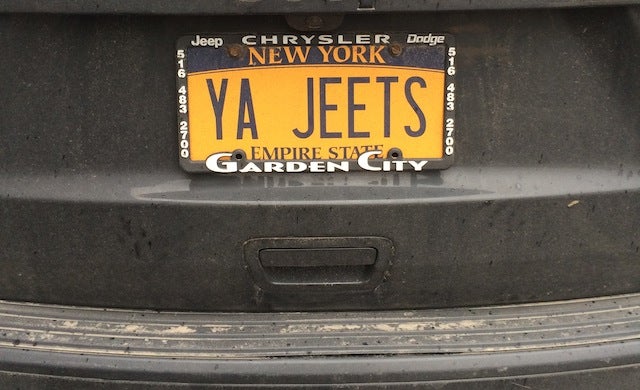 Jeep CHRYSLER Dodge
NEW YORK
516 483 2700
YA JEETS
516 483 2700
EMPIRE STATE
GARDEN CITY